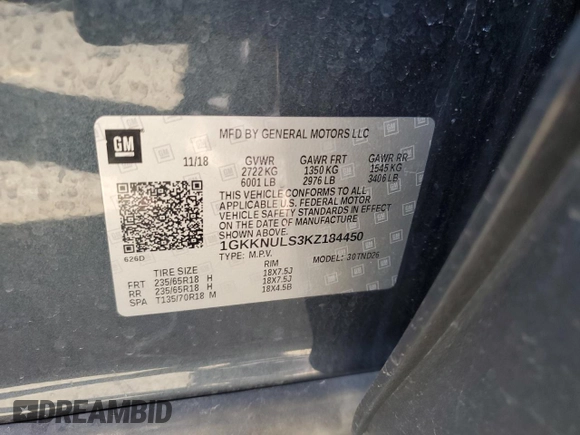 GM
MFD BY GENERAL MOTORS LLC
11/18 GVWR GAWR FRT GAWR RR
2722 KG 1350 KG 1545 KG
6001 LB 2976 LB 3406 LB
THIS VEHICLE CONFORMS TO ALL
APPLICABLE U.S. FEDERAL MOTOR
VEHICLE SAFETY STANDARDS IN EFFECT
ON THE DATE OF MANUFACTURE
SHOWN ABOVE.
1GKKNULS3KZ184450
626D TYPE: M.P.V. MODEL: 307ND26
TIRE SIZE RIM
FRT 235/65R18 H 18X7.5J
RR 235/65R18 H 18X7.5J
SPA T135/70R18 M 18X4.5B
DREAMBID